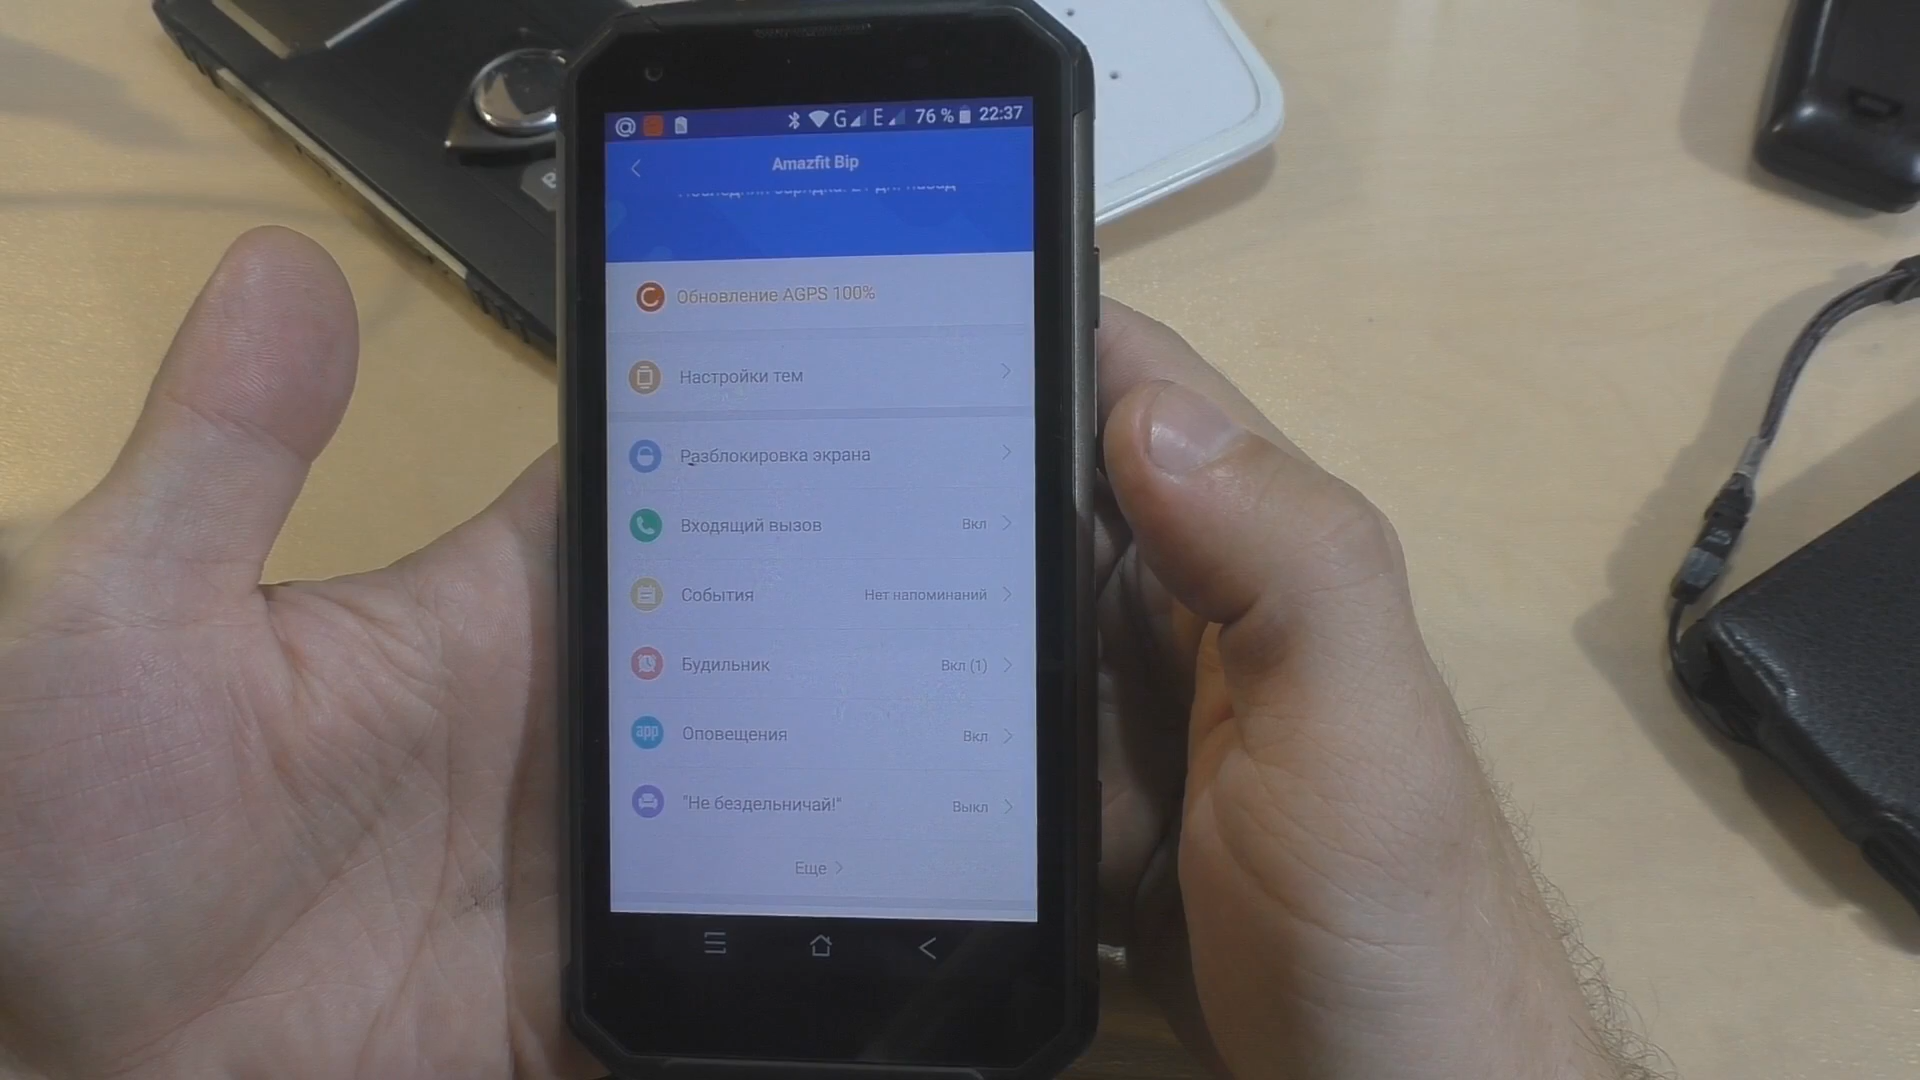 G E 76 % 22:37
Amazfit Bip
Обновление AGPS 100%
Настройки тем
Разблокировка экрана
Входящий вызов Вкл
События Нет напоминаний
Будильник Вкл (1)
app Оповещения Вкл
"Не бездельничай!" Выкл
Еще